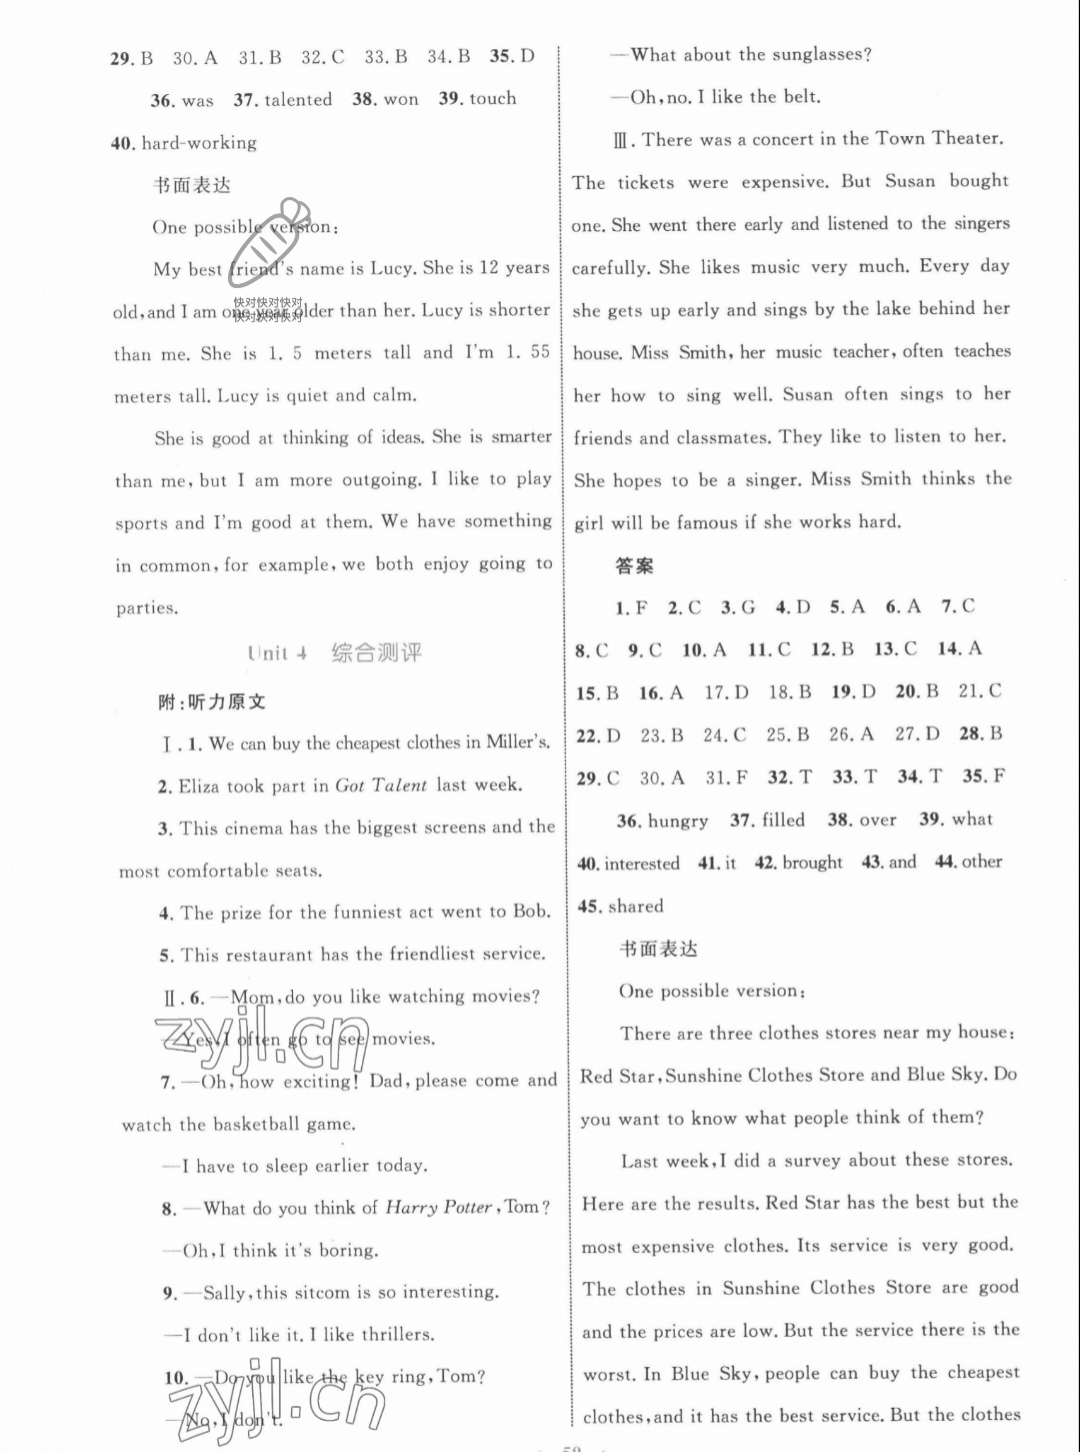 29. B 30. A 31. B 32. C 33. B 34. B 35. D
36. was 37. talented 38. won 39. touch
40. hard-working
书面表达
One possible version:
My best friend's name is Lucy. She is 12 years
old, and I am one year older than her. Lucy is shorter
than me. She is 1. 5 meters tall and I'm 1. 55
meters tall. Lucy is quiet and calm.
She is good at thinking of ideas. She is smarter
than me, but I am more outgoing. I like to play
sports and I'm good at them. We have something
in common, for example, we both enjoy going to
parties.
Unit 4 综合测评
附:听力原文
Ⅰ. 1. We can buy the cheapest clothes in Miller's.
2. Eliza took part in Got Talent last week.
3. This cinema has the biggest screens and the
most comfortable seats.
4. The prize for the funniest act went to Bob.
5. This restaurant has the friendliest service.
Ⅱ. 6. —Mom, do you like watching movies?
—Yes, I often go to see movies.
7. —Oh, how exciting! Dad, please come and
watch the basketball game.
—I have to sleep earlier today.
8. —What do you think of Harry Potter, Tom?
—Oh, I think it's boring.
9. —Sally, this sitcom is so interesting.
—I don't like it. I like thrillers.
10. —Do you like the key ring, Tom?
—No, I don't.
—What about the sunglasses?
—Oh, no. I like the belt.
Ⅲ. There was a concert in the Town Theater.
The tickets were expensive. But Susan bought
one. She went there early and listened to the singers
carefully. She likes music very much. Every day
she gets up early and sings by the lake behind her
house. Miss Smith, her music teacher, often teaches
her how to sing well. Susan often sings to her
friends and classmates. They like to listen to her.
She hopes to be a singer. Miss Smith thinks the
girl will be famous if she works hard.
答案
1. F 2. C 3. G 4. D 5. A 6. A 7. C
8. C 9. C 10. A 11. C 12. B 13. C 14. A
15. B 16. A 17. D 18. B 19. D 20. B 21. C
22. D 23. B 24. C 25. B 26. A 27. D 28. B
29. C 30. A 31. F 32. T 33. T 34. T 35. F
36. hungry 37. filled 38. over 39. what
40. interested 41. it 42. brought 43. and 44. other
45. shared
书面表达
One possible version:
There are three clothes stores near my house:
Red Star, Sunshine Clothes Store and Blue Sky. Do
you want to know what people think of them?
Last week, I did a survey about these stores.
Here are the results. Red Star has the best but the
most expensive clothes. Its service is very good.
The clothes in Sunshine Clothes Store are good
and the prices are low. But the service there is the
worst. In Blue Sky, people can buy the cheapest
clothes, and it has the best service. But the clothes
快对快对快对
快对快对快对
zyjl.cn
zyjl.cn